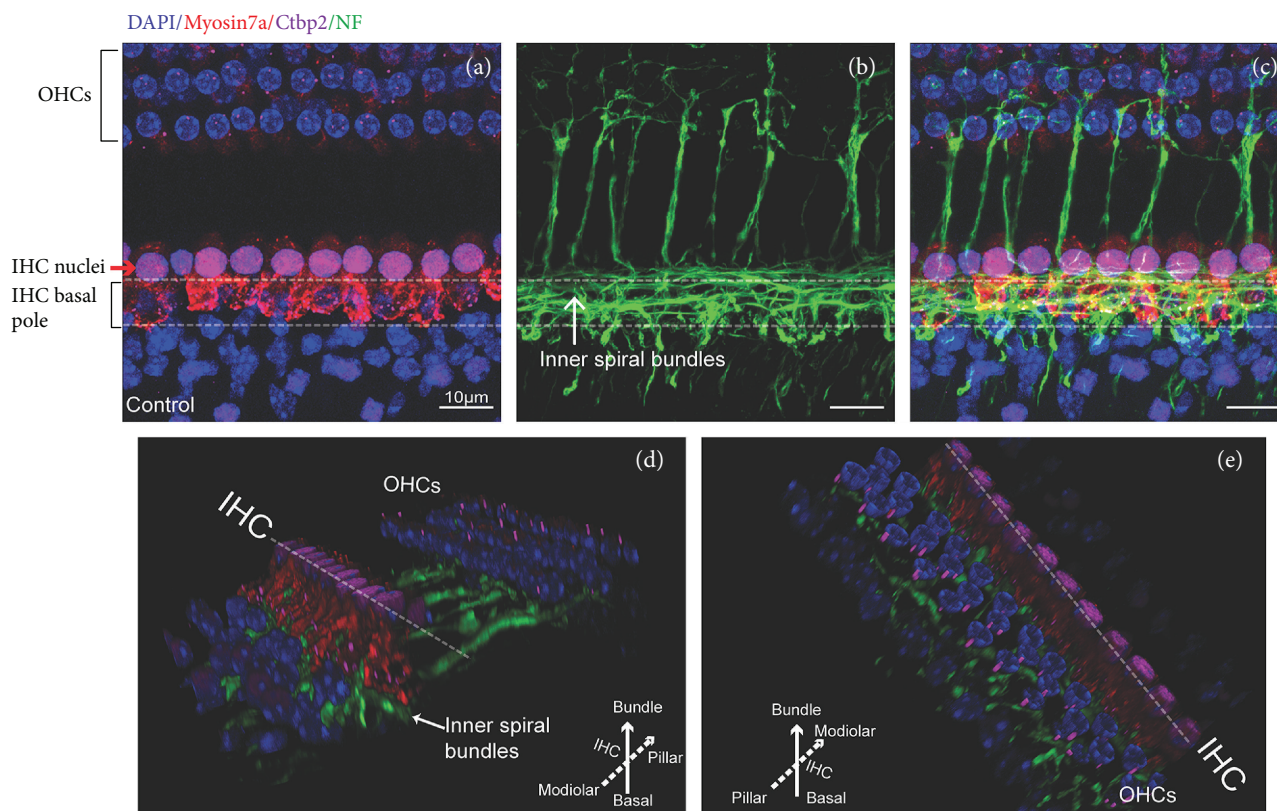 DAPI/Myosin7a/Ctbp2/NF
(a)
(b)
(c)
OHCs
IHC nuclei
IHC basal
pole
Control
10μm
Inner spiral bundles
(d)
OHCs
IHC
Inner spiral
bundles
Bundle
IHC
Pillar
Modiolar
Basal
(e)
Bundle
Modiolar
IHC
Pillar
Basal
IHC
OHCs